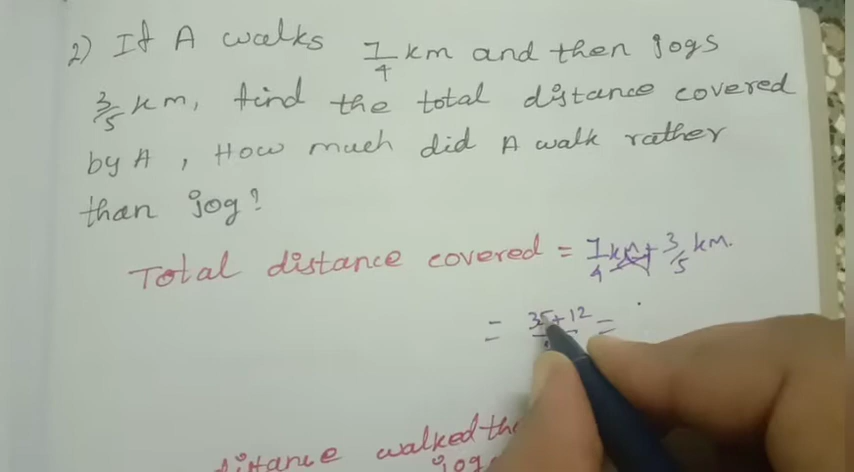 2) If A walks 7/4 km and then jogs
3/5 km, find the total distance covered
by A, How much did A walk rather
than jog?
Total distance covered = 7/4 km + 3/5 km.
= 35+12 =
distance walked
jog